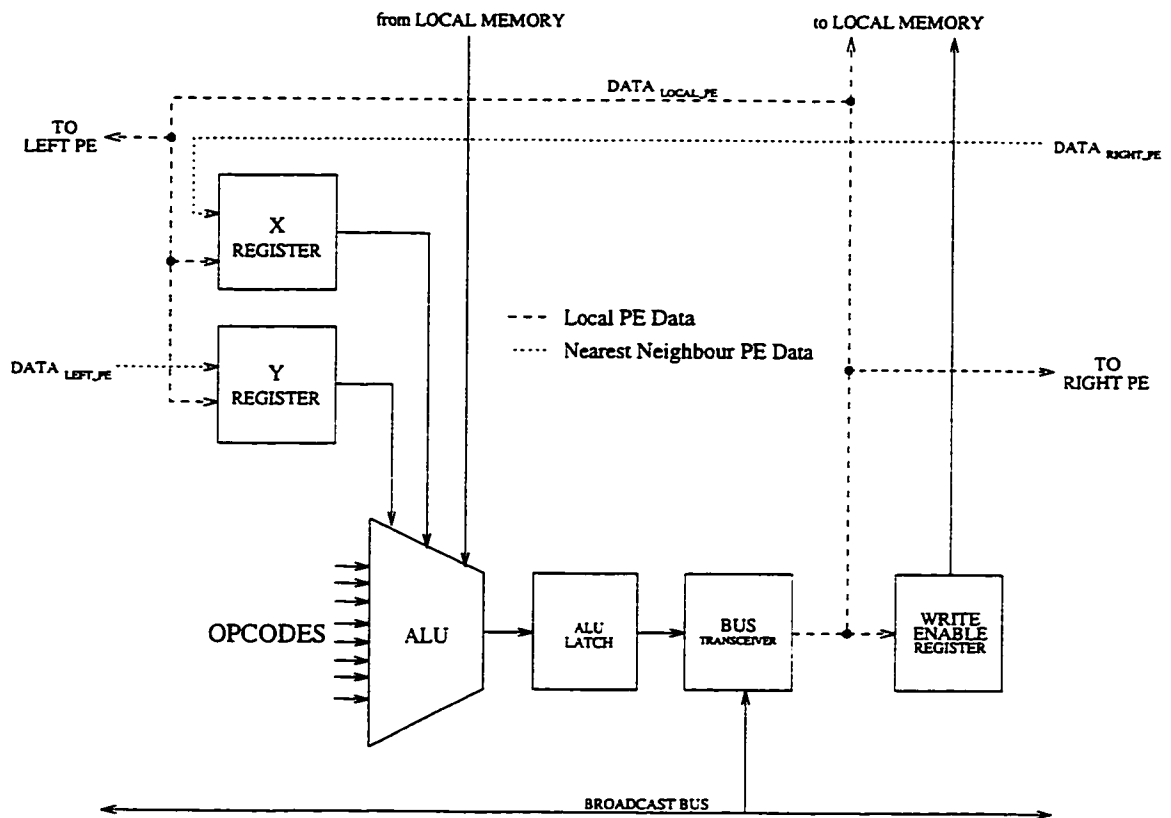 from LOCAL MEMORY
to LOCAL MEMORY
DATA LOCAL_PE
TO
LEFT PE
DATA RIGHT_PE
X
REGISTER
--- Local PE Data
Nearest Neighbour PE Data
DATA LEFT_PE
Y
REGISTER
TO
RIGHT PE
OPCODES
ALU
ALU
LATCH
BUS
TRANSCEIVER
WRITE
ENABLE
REGISTER
BROADCAST BUS